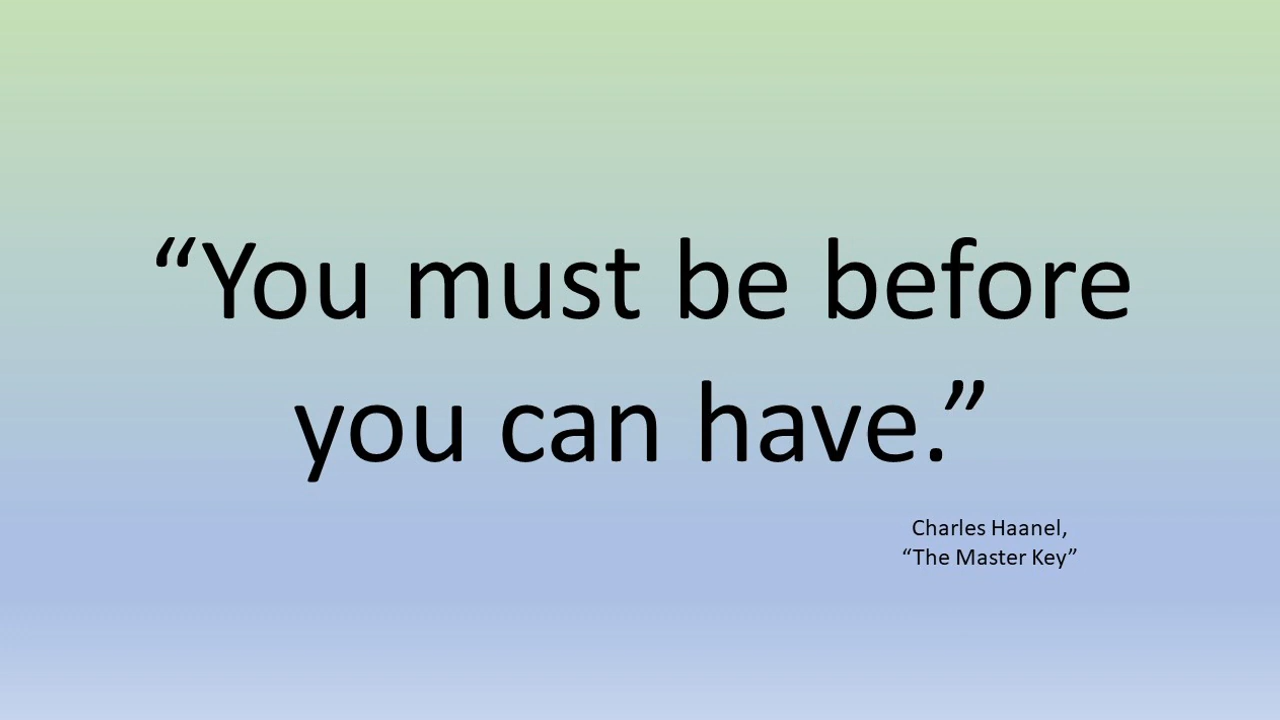 “You must be before
you can have.”
Charles Haanel,
“The Master Key”